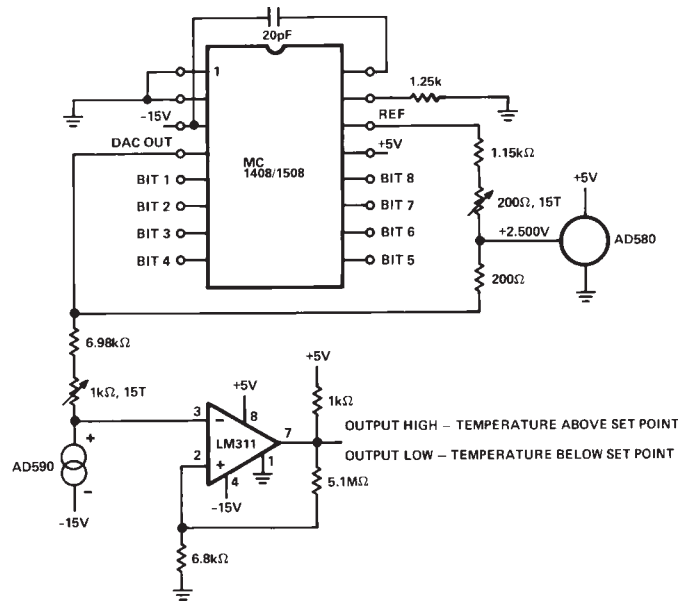 20pF
1
1.25k
-15V
REF
DAC OUT
+5V
1.15kΩ
MC
1408/1508
BIT 1
BIT 8
+5V
BIT 2
BIT 7
200Ω, 15T
BIT 3
BIT 6
+2.500V
AD580
BIT 4
BIT 5
200Ω
6.98kΩ
+5V
1kΩ, 15T
+5V
1kΩ
3
8
−
LM311
7
OUTPUT HIGH – TEMPERATURE ABOVE SET POINT
OUTPUT LOW – TEMPERATURE BELOW SET POINT
+
AD590
2
+
1
4
−
-15V
5.1MΩ
-15V
6.8kΩ